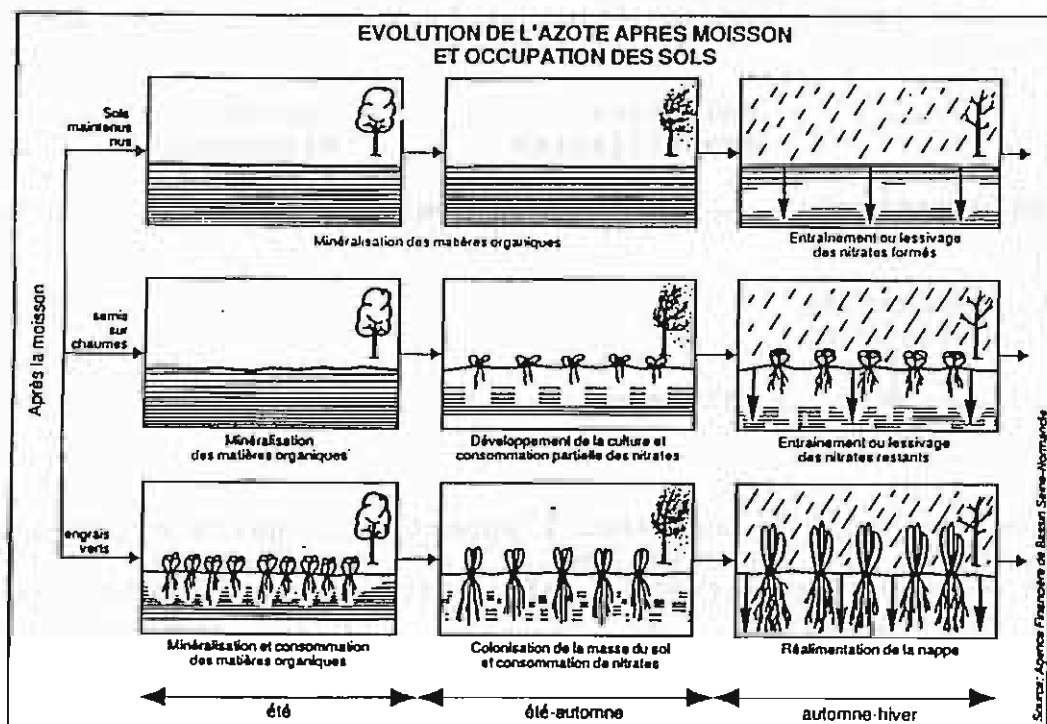 EVOLUTION DE L'AZOTE APRES MOISSON
ET OCCUPATION DES SOLS
Après la moisson
Sols
maintenus
nus
Minéralisation des matières organiques
Entraînement ou lessivage
des nitrates formés
semis
sur
chaumes
Minéralisation
des matières organiques
Développement de la culture et
consommation partielle des nitrates
Entraînement ou lessivage
des nitrates restants
engrais
verts
Minéralisation et consommation
des matières organiques
Colonisation de la masse du sol
et consommation de nitrates
Réalimentation de la nappe
été
été-automne
automne-hiver
Source: Agence Financière de Bassin Seine-Normandie